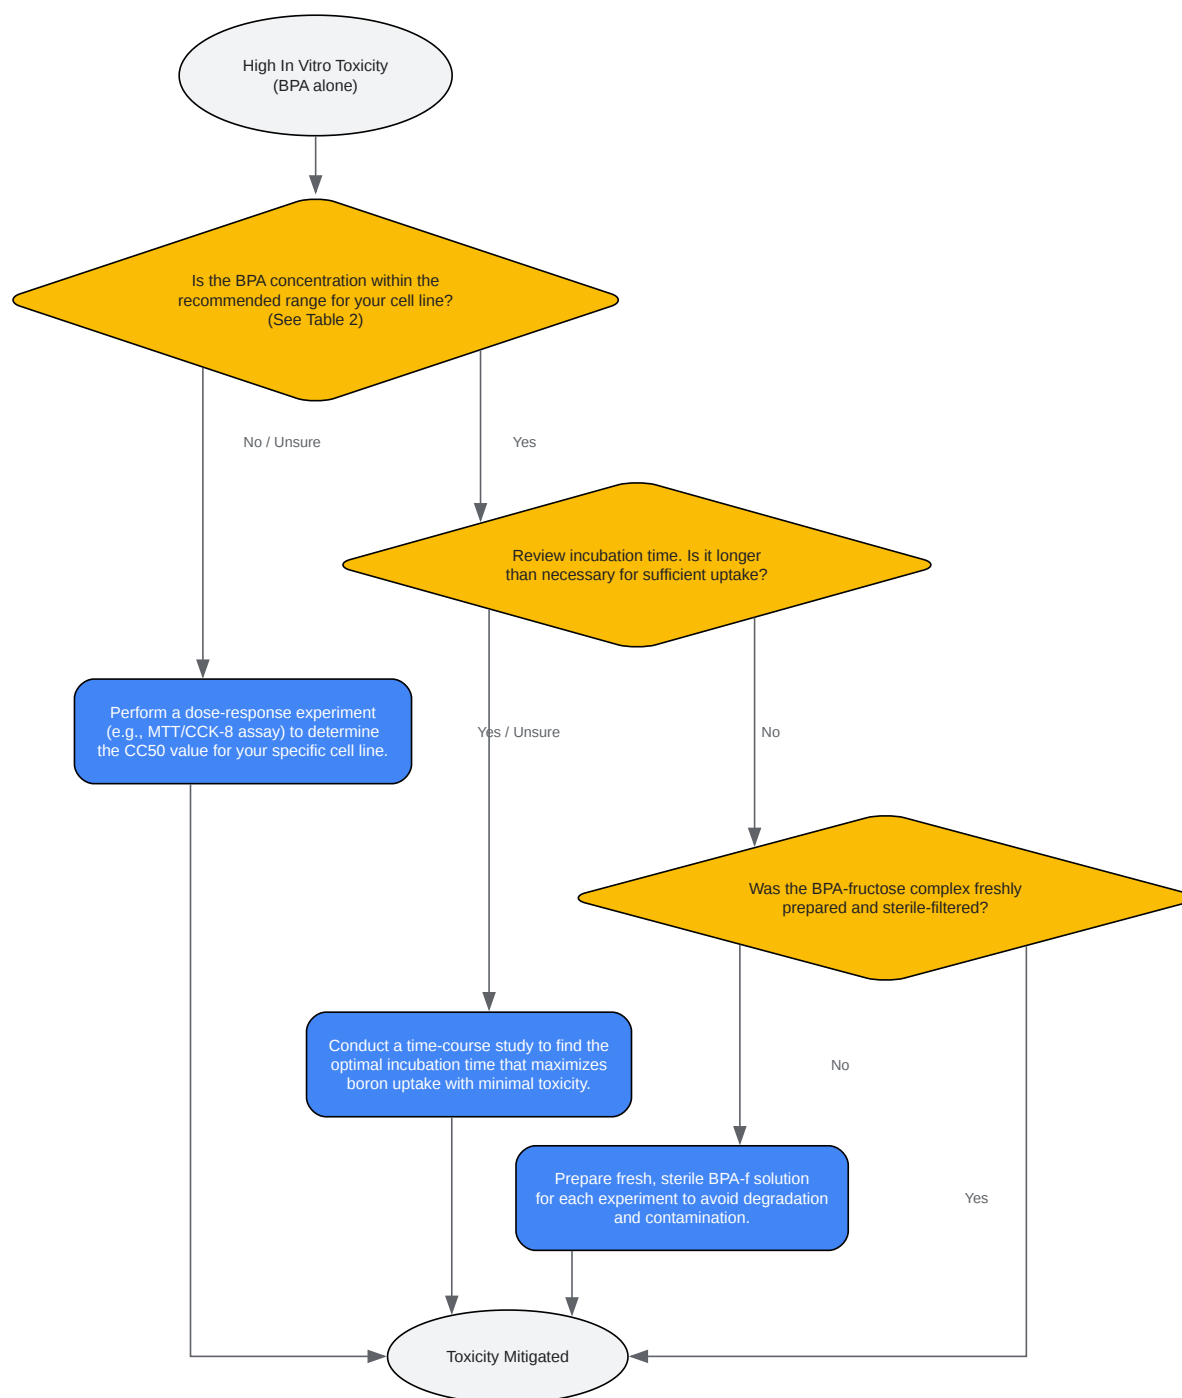 High In Vitro Toxicity
(BPA alone)
Is the BPA concentration within the
recommended range for your cell line?
(See Table 2)
No / Unsure
Yes
Review incubation time. Is it longer
than necessary for sufficient uptake?
Perform a dose-response experiment
(e.g., MTT/CCK-8 assay) to determine
the CC50 value for your specific cell line.
Yes / Unsure
No
Was the BPA-fructose complex freshly
prepared and sterile-filtered?
Conduct a time-course study to find the
optimal incubation time that maximizes
boron uptake with minimal toxicity.
No
Prepare fresh, sterile BPA-f solution
for each experiment to avoid degradation
and contamination.
Yes
Toxicity Mitigated